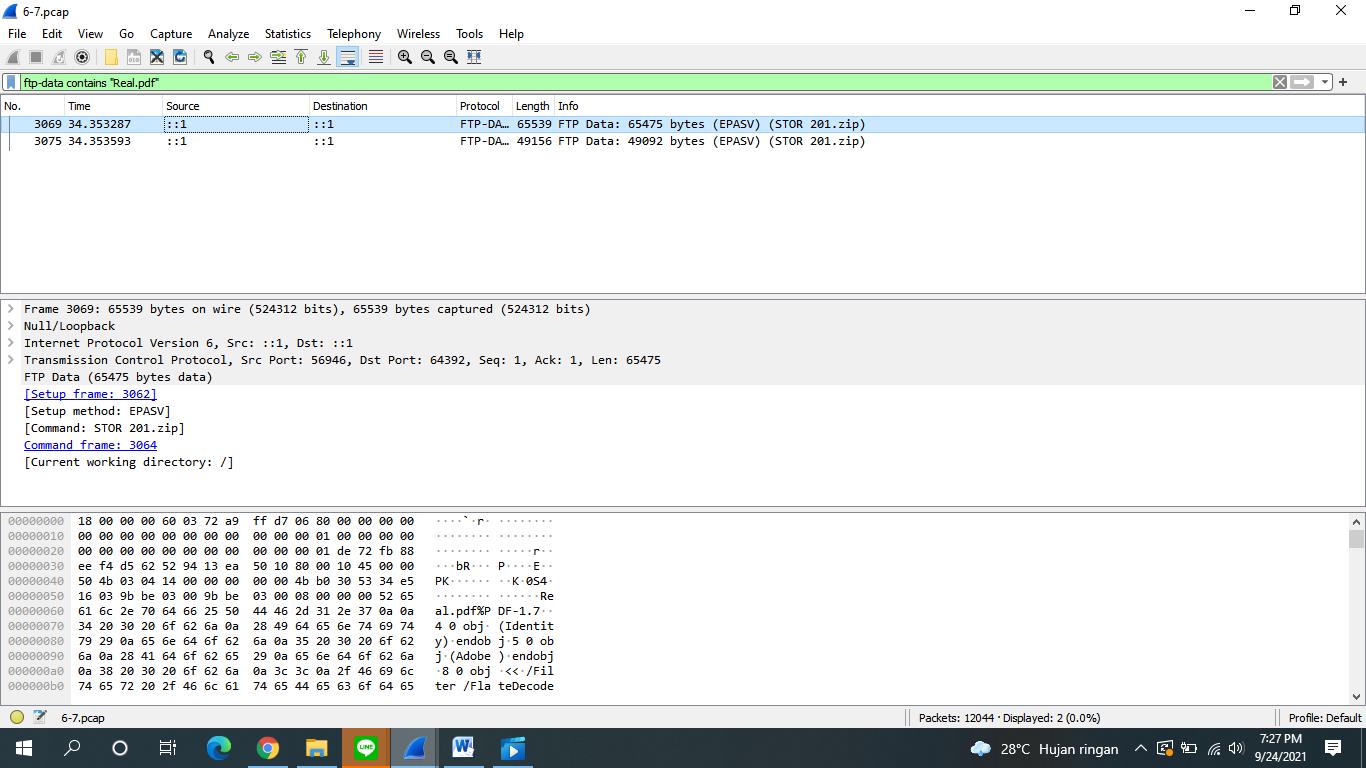 6-7.pcap
File Edit View Go Capture Analyze Statistics Telephony Wireless Tools Help
ftp-data contains "Real.pdf"
No. Time Source Destination Protocol Length Info
3069 34.353287 ::1 ::1 FTP-DA… 65539 FTP Data: 65475 bytes (EPASV) (STOR 201.zip)
3075 34.353593 ::1 ::1 FTP-DA… 49156 FTP Data: 49092 bytes (EPASV) (STOR 201.zip)
Frame 3069: 65539 bytes on wire (524312 bits), 65539 bytes captured (524312 bits)
Null/Loopback
Internet Protocol Version 6, Src: ::1, Dst: ::1
Transmission Control Protocol, Src Port: 56946, Dst Port: 64392, Seq: 1, Ack: 1, Len: 65475
FTP Data (65475 bytes data)
[Setup frame: 3062]
[Setup method: EPASV]
[Command: STOR 201.zip]
Command frame: 3064
[Current working directory: /]
00000000 18 00 00 00 60 03 72 a9 ff d7 06 80 00 00 00 00 ····`·r· ········
00000010 00 00 00 00 00 00 00 00 00 00 00 01 00 00 00 00 ········ ········
00000020 00 00 00 00 00 00 00 00 00 00 00 01 de 72 fb 88 ········ ·····r··
00000030 ee f4 d5 62 52 94 13 ea 50 10 80 00 10 45 00 00 ···bR··· P····E··
00000040 50 4b 03 04 14 00 00 00 00 00 4b b0 30 53 34 e5 PK······ ··K·0S4·
00000050 16 03 9b be 03 00 9b be 03 00 08 00 00 00 52 65 ········ ······Re
00000060 61 6c 2e 70 64 66 25 50 44 46 2d 31 2e 37 0a 0a al.pdf%P DF-1.7··
00000070 34 20 30 20 6f 62 6a 0a 28 49 64 65 6e 74 69 74 4 0 obj· (Identit
00000080 79 29 0a 65 6e 64 6f 62 6a 0a 35 20 30 20 6f 62 y)·endob j·5 0 ob
00000090 6a 0a 28 41 64 6f 62 65 29 0a 65 6e 64 6f 62 6a j·(Adobe )·endobj
000000a0 0a 38 20 30 20 6f 62 6a 0a 3c 3c 0a 2f 46 69 6c ·8 0 obj ·<<·/Fil
000000b0 74 65 72 20 2f 46 6c 61 74 65 44 65 63 6f 64 65 ter /Fla teDecode
6-7.pcap Packets: 12044 · Displayed: 2 (0.0%) Profile: Default
28°C Hujan ringan 7:27 PM
9/24/2021